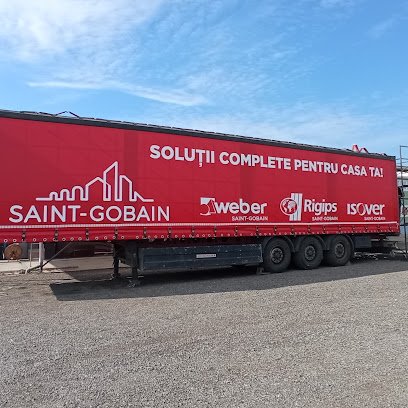 SOLUȚII COMPLETE PENTRU CASA TA!
SAINT-GOBAIN
weber
SAINT-GOBAIN
Rigips
SAINT-GOBAIN
ISOVER
SAINT-GOBAIN